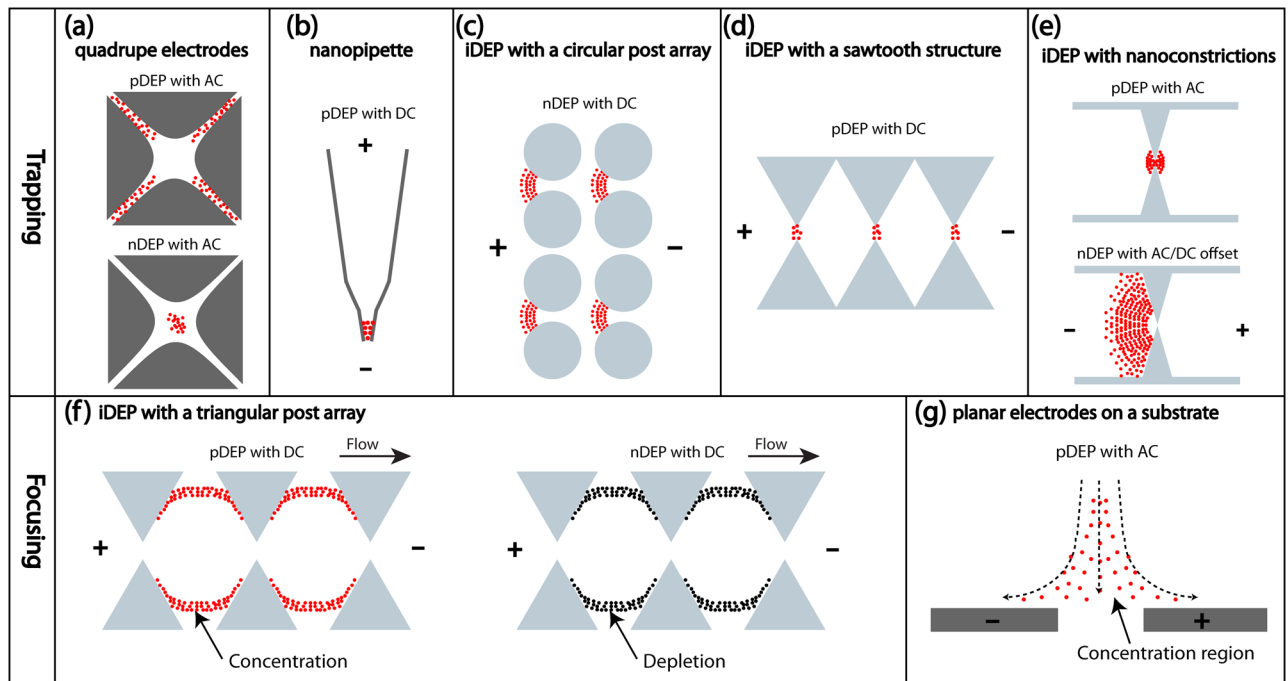 Trapping
(a)
quadrupe electrodes
pDEP with AC
nDEP with AC
(b)
nanopipette
pDEP with DC
+
–
(c)
iDEP with a circular post array
nDEP with DC
+
–
(d)
iDEP with a sawtooth structure
pDEP with DC
+
–
(e)
iDEP with nanoconstrictions
pDEP with AC
nDEP with AC/DC offset
–
+
Focusing
(f) iDEP with a triangular post array
pDEP with DC
Flow
+
–
Concentration
nDEP with DC
Flow
+
–
Depletion
(g) planar electrodes on a substrate
pDEP with AC
–
+
Concentration region